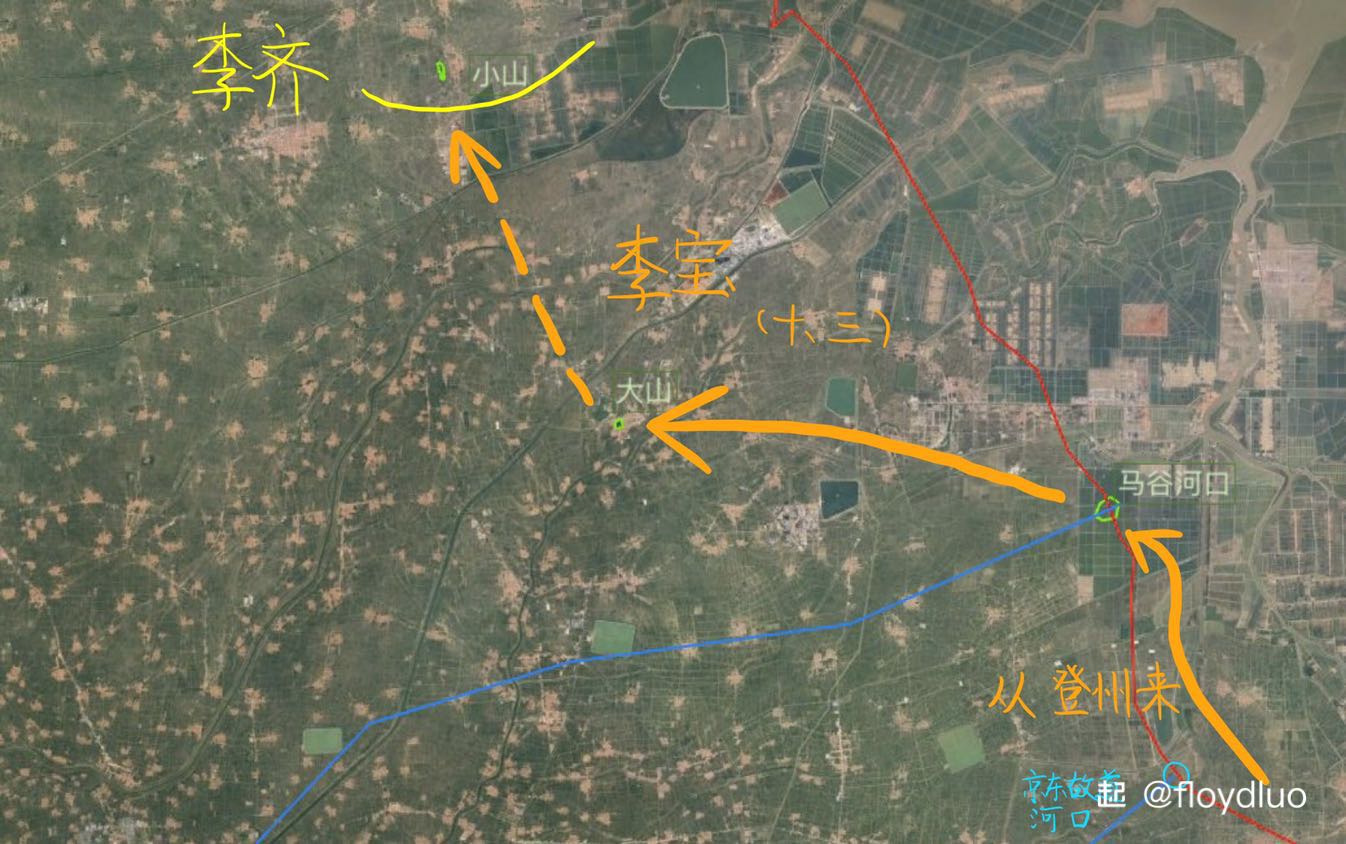 李齐
小山
李宝
（十、三）
大山
马谷河口
从登州来
京东故道
河口
起 @floydluo